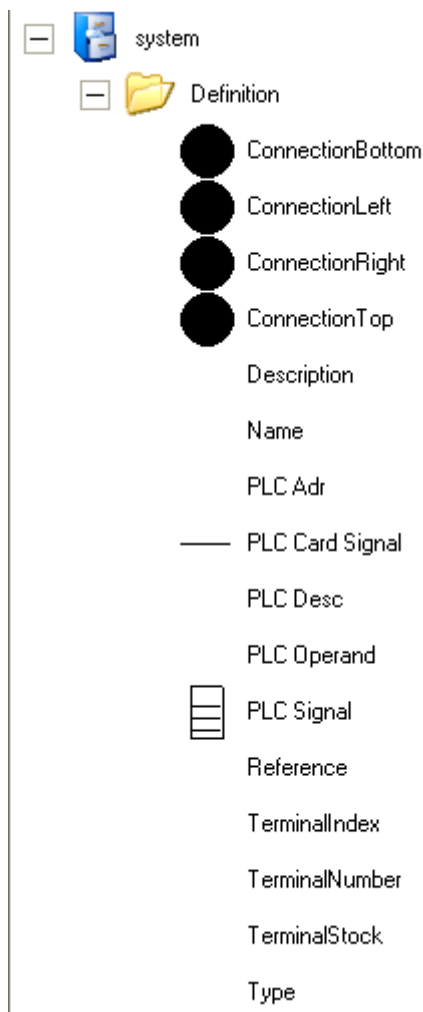 system
Definition
ConnectionBottom
ConnectionLeft
ConnectionRight
ConnectionTop
Description
Name
PLC Adr
PLC Card Signal
PLC Desc
PLC Operand
PLC Signal
Reference
TerminalIndex
TerminalNumber
TerminalStock
Type